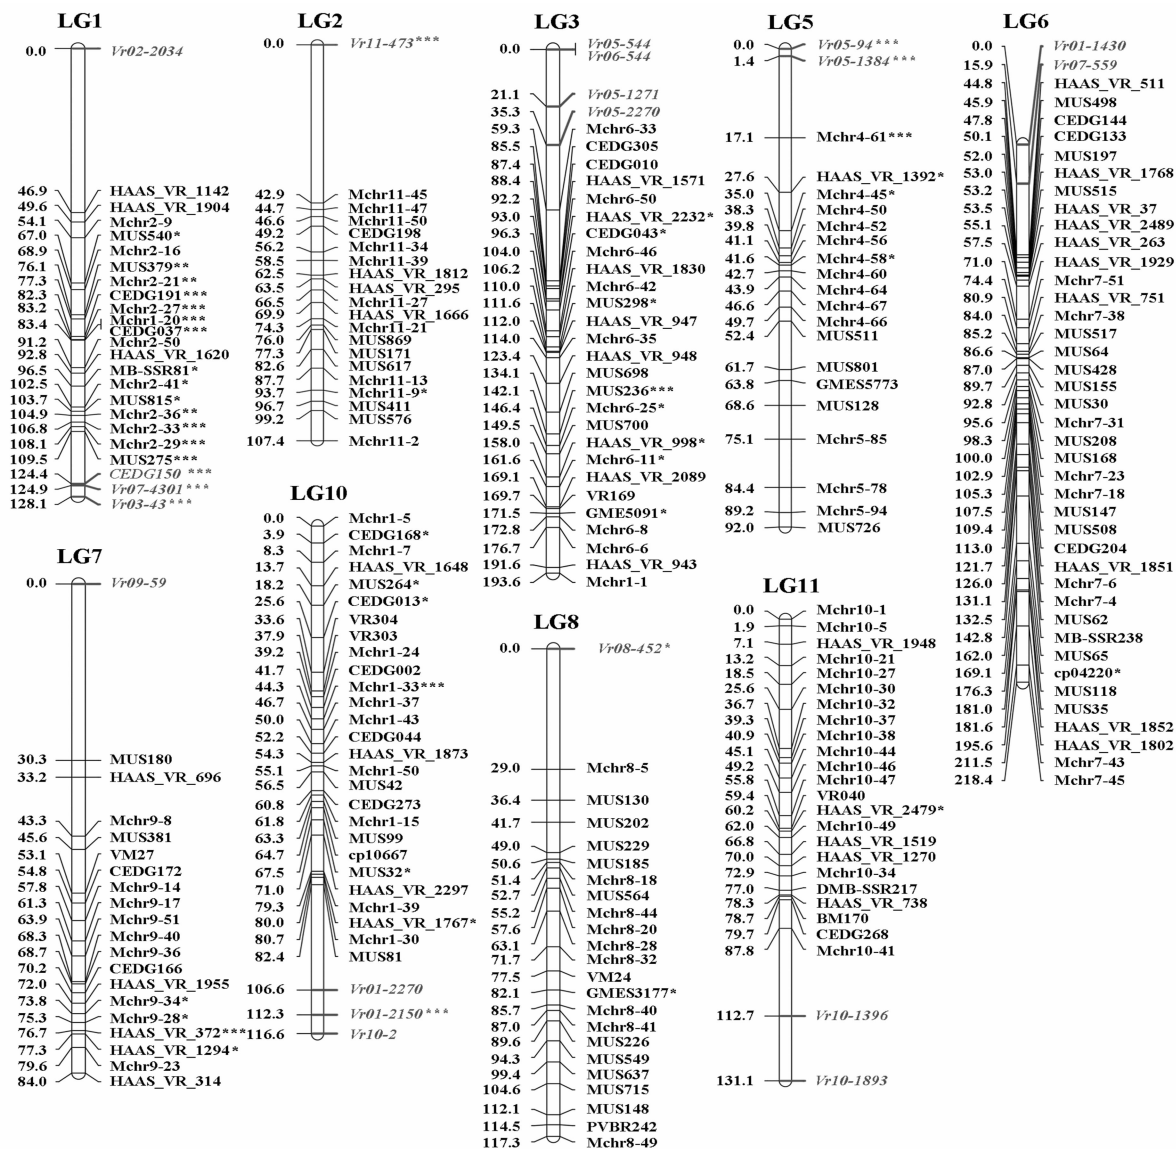 LG1
0.0 Vr02-2034
46.9 HAAS_VR_1142
49.6 HAAS_VR_1904
54.1 Mchr2-9
67.0 MUS540*
68.9 Mchr2-16
76.1 MUS379**
77.3 Mchr2-21**
82.3 CEDG191***
83.2 Mchr2-27***
83.4 Mchr1-20***
CEDG037***
91.2 Mchr2-50
92.8 HAAS_VR_1620
96.5 MB-SSR81*
102.5 Mchr2-41*
103.7 MUS815*
104.9 Mchr2-36**
106.8 Mchr2-33***
108.1 Mchr2-29***
109.5 MUS275***
124.4 CEDG150 ***
124.9 Vr07-4301***
128.1 Vr03-43***
LG2
0.0 Vr11-473***
42.9 Mchr11-45
44.7 Mchr11-47
46.6 Mchr11-50
49.2 CEDG198
56.2 Mchr11-34
58.5 Mchr11-39
62.5 HAAS_VR_1812
63.5 HAAS_VR_295
66.5 Mchr11-27
69.9 HAAS_VR_1666
74.3 Mchr11-21
76.0 MUS869
77.3 MUS171
82.6 MUS617
87.7 Mchr11-13
93.7 Mchr11-9*
96.7 MUS411
99.2 MUS576
107.4 Mchr11-2
LG3
0.0 Vr05-544
Vr06-544
21.1 Vr05-1271
35.3 Vr05-2270
59.3 Mchr6-33
85.5 CEDG305
87.4 CEDG010
88.4 HAAS_VR_1571
92.2 Mchr6-50
93.0 HAAS_VR_2232*
96.3 CEDG043*
104.0 Mchr6-46
106.2 HAAS_VR_1830
110.0 Mchr6-42
111.6 MUS298*
112.0 HAAS_VR_947
114.0 Mchr6-35
123.4 HAAS_VR_948
134.1 MUS698
142.1 MUS236***
146.4 Mchr6-25*
149.5 MUS700
158.0 HAAS_VR_998*
161.6 Mchr6-11*
169.1 HAAS_VR_2089
169.7 VR169
171.5 GME5091*
172.8 Mchr6-8
176.7 Mchr6-6
191.6 HAAS_VR_943
193.6 Mchr1-1
LG5
0.0 Vr05-94***
1.4 Vr05-1384***
17.1 Mchr4-61***
27.6 HAAS_VR_1392*
35.0 Mchr4-45*
38.3 Mchr4-50
39.8 Mchr4-52
41.1 Mchr4-56
41.6 Mchr4-58*
42.7 Mchr4-60
43.9 Mchr4-64
46.6 Mchr4-67
49.7 Mchr4-66
52.4 MUS511
61.7 MUS801
63.8 GMES5773
68.6 MUS128
75.1 Mchr5-85
84.4 Mchr5-78
89.2 Mchr5-94
92.0 MUS726
LG6
0.0 Vr01-1430
15.9 Vr07-559
44.8 HAAS_VR_511
45.9 MUS498
47.8 CEDG144
50.1 CEDG133
52.0 MUS197
53.0 HAAS_VR_1768
53.2 MUS515
53.5 HAAS_VR_37
55.1 HAAS_VR_2489
57.5 HAAS_VR_263
71.0 HAAS_VR_1929
74.4 Mchr7-51
80.9 HAAS_VR_751
84.0 Mchr7-38
85.2 MUS517
86.6 MUS64
87.0 MUS428
89.7 MUS155
92.8 MUS30
95.6 Mchr7-31
98.3 MUS208
100.0 MUS168
102.9 Mchr7-23
105.3 Mchr7-18
107.5 MUS147
109.4 MUS508
113.0 CEDG204
121.7 HAAS_VR_1851
126.0 Mchr7-6
131.1 Mchr7-4
132.5 MUS62
142.8 MB-SSR238
162.0 MUS65
169.1 cp04220*
176.3 MUS118
181.0 MUS35
181.6 HAAS_VR_1852
195.6 HAAS_VR_1802
211.5 Mchr7-43
218.4 Mchr7-45
LG7
0.0 Vr09-59
30.3 MUS180
33.2 HAAS_VR_696
43.3 Mchr9-8
45.6 MUS381
53.1 VM27
54.8 CEDG172
57.8 Mchr9-14
61.3 Mchr9-17
63.9 Mchr9-51
68.3 Mchr9-40
68.7 Mchr9-36
70.2 CEDG166
72.0 HAAS_VR_1955
73.8 Mchr9-34*
75.3 Mchr9-28*
76.7 HAAS_VR_372***
77.3 HAAS_VR_1294*
79.6 Mchr9-23
84.0 HAAS_VR_314
LG10
0.0 Mchr1-5
3.9 CEDG168*
8.3 Mchr1-7
13.7 HAAS_VR_1648
18.2 MUS264*
25.6 CEDG013*
33.6 VR304
37.9 VR303
39.2 Mchr1-24
41.7 CEDG002
44.3 Mchr1-33***
46.7 Mchr1-37
50.0 Mchr1-43
52.2 CEDG044
54.3 HAAS_VR_1873
55.1 Mchr1-50
56.5 MUS42
60.8 CEDG273
61.8 Mchr1-15
63.3 MUS99
64.7 cp10667
67.5 MUS32*
71.0 HAAS_VR_2297
79.3 Mchr1-39
80.0 HAAS_VR_1767*
80.7 Mchr1-30
82.4 MUS81
106.6 Vr01-2270
112.3 Vr01-2150***
116.6 Vr10-2
LG8
0.0 Vr08-452*
29.0 Mchr8-5
36.4 MUS130
41.7 MUS202
49.0 MUS229
50.6 MUS185
51.4 Mchr8-18
52.7 MUS564
55.2 Mchr8-44
57.6 Mchr8-20
63.1 Mchr8-28
71.7 Mchr8-32
77.5 VM24
82.1 GMES3177*
85.7 Mchr8-40
87.0 Mchr8-41
89.6 MUS226
94.3 MUS549
99.4 MUS637
104.6 MUS715
112.1 MUS148
114.5 PVBR242
117.3 Mchr8-49
LG11
0.0 Mchr10-1
1.9 Mchr10-5
7.1 HAAS_VR_1948
13.2 Mchr10-21
18.5 Mchr10-27
25.6 Mchr10-30
36.7 Mchr10-32
39.3 Mchr10-37
40.9 Mchr10-38
45.1 Mchr10-44
49.2 Mchr10-46
55.8 Mchr10-47
59.4 VR040
60.2 HAAS_VR_2479*
62.0 Mchr10-49
66.8 HAAS_VR_1519
70.0 HAAS_VR_1270
72.9 Mchr10-34
77.0 DMB-SSR217
78.3 HAAS_VR_738
78.7 BM170
79.7 CEDG268
87.8 Mchr10-41
112.7 Vr10-1396
131.1 Vr10-1893